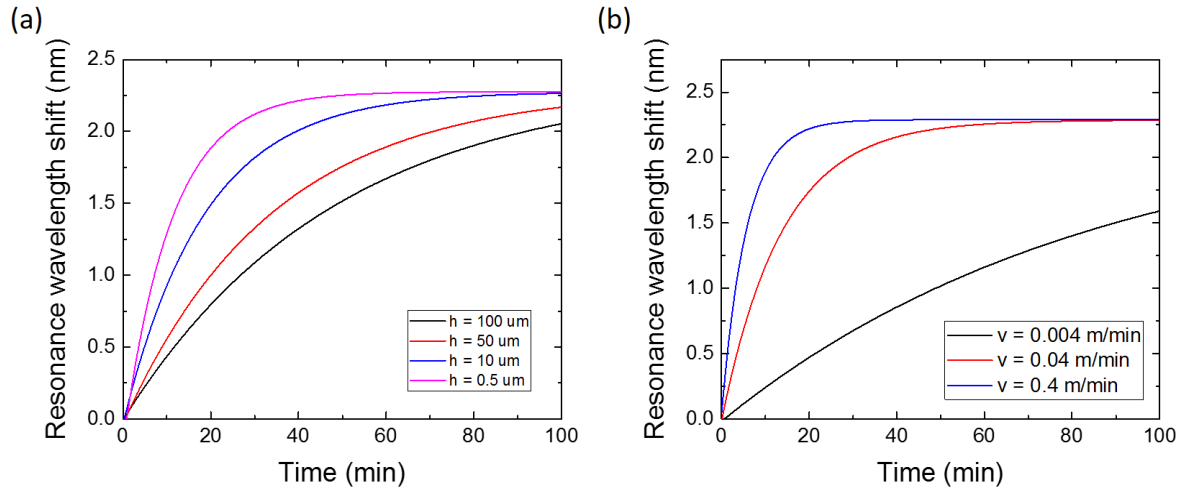 (a)
Resonance wavelength shift (nm)
2.5
2.0
1.5
1.0
0.5
0.0
h = 100 um
h = 50 um
h = 10 um
h = 0.5 um
0 20 40 60 80 100
Time (min)
(b)
Resonance wavelength shift (nm)
2.5
2.0
1.5
1.0
0.5
0.0
v = 0.004 m/min
v = 0.04 m/min
v = 0.4 m/min
0 20 40 60 80 100
Time (min)